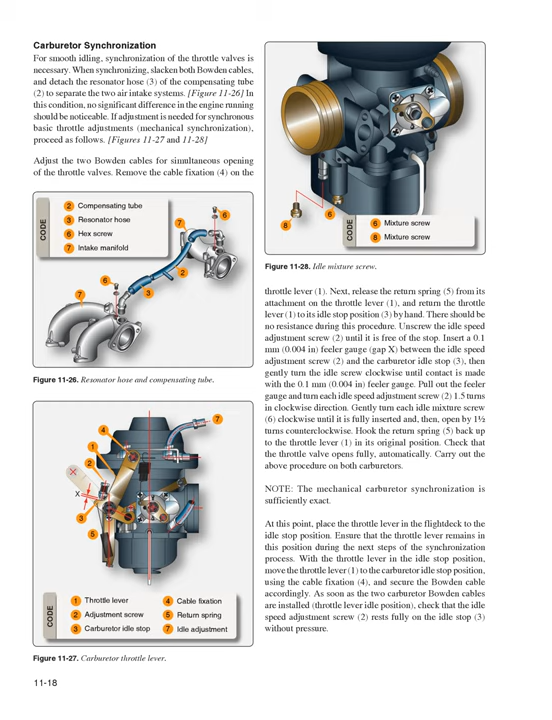 Carburetor Synchronization
For smooth idling, synchronization of the throttle valves is
necessary. When synchronizing, slacken both Bowden cables,
and detach the resonator hose (3) of the compensating tube
(2) to separate the two air intake systems. [Figure 11-26] In
this condition, no significant difference in the engine running
should be noticeable. If adjustment is needed for synchronous
basic throttle adjustments (mechanical synchronization),
proceed as follows. [Figures 11-27 and 11-28]
Adjust the two Bowden cables for simultaneous opening
of the throttle valves. Remove the cable fixation (4) on the
CODE
2 Compensating tube
3 Resonator hose
6 Hex screw
7 Intake manifold
7
6
2
6
7
3
Figure 11-26. Resonator hose and compensating tube.
4
7
1
2
X
3
5
CODE
1 Throttle lever
2 Adjustment screw
3 Carburetor idle stop
4 Cable fixation
5 Return spring
7 Idle adjustment
Figure 11-27. Carburetor throttle lever.
11-18
8
6
CODE
6 Mixture screw
8 Mixture screw
Figure 11-28. Idle mixture screw.
throttle lever (1). Next, release the return spring (5) from its
attachment on the throttle lever (1), and return the throttle
lever (1) to its idle stop position (3) by hand. There should be
no resistance during this procedure. Unscrew the idle speed
adjustment screw (2) until it is free of the stop. Insert a 0.1
mm (0.004 in) feeler gauge (gap X) between the idle speed
adjustment screw (2) and the carburetor idle stop (3), then
gently turn the idle screw clockwise until contact is made
with the 0.1 mm (0.004 in) feeler gauge. Pull out the feeler
gauge and turn each idle speed adjustment screw (2) 1.5 turns
in clockwise direction. Gently turn each idle mixture screw
(6) clockwise until it is fully inserted and, then, open by 1½
turns counterclockwise. Hook the return spring (5) back up
to the throttle lever (1) in its original position. Check that
the throttle valve opens fully, automatically. Carry out the
above procedure on both carburetors.
NOTE: The mechanical carburetor synchronization is
sufficiently exact.
At this point, place the throttle lever in the flightdeck to the
idle stop position. Ensure that the throttle lever remains in
this position during the next steps of the synchronization
process. With the throttle lever in the idle stop position,
move the throttle lever (1) to the carburetor idle stop position,
using the cable fixation (4), and secure the Bowden cable
accordingly. As soon as the two carburetor Bowden cables
are installed (throttle lever idle position), check that the idle
speed adjustment screw (2) rests fully on the idle stop (3)
without pressure.